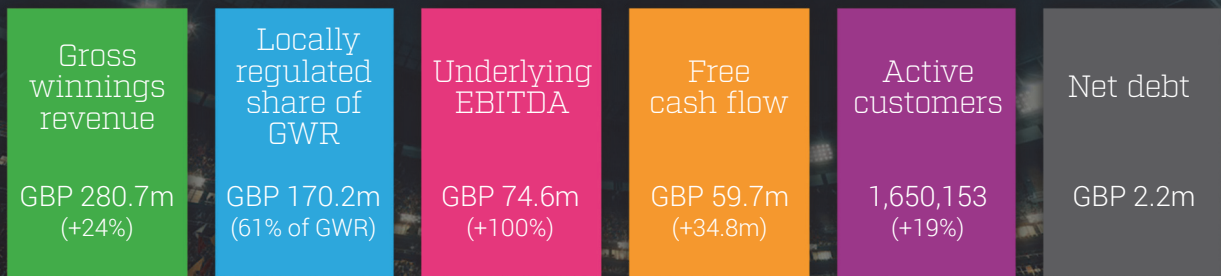 Gross
winnings
revenue
GBP 280.7m
(+24%)
Locally
regulated
share of
GWR
GBP 170.2m
(61% of GWR)
Underlying
EBITDA
GBP 74.6m
(+100%)
Free
cash flow
GBP 59.7m
(+34.8m)
Active
customers
1,650,153
(+19%)
Net debt
GBP 2.2m